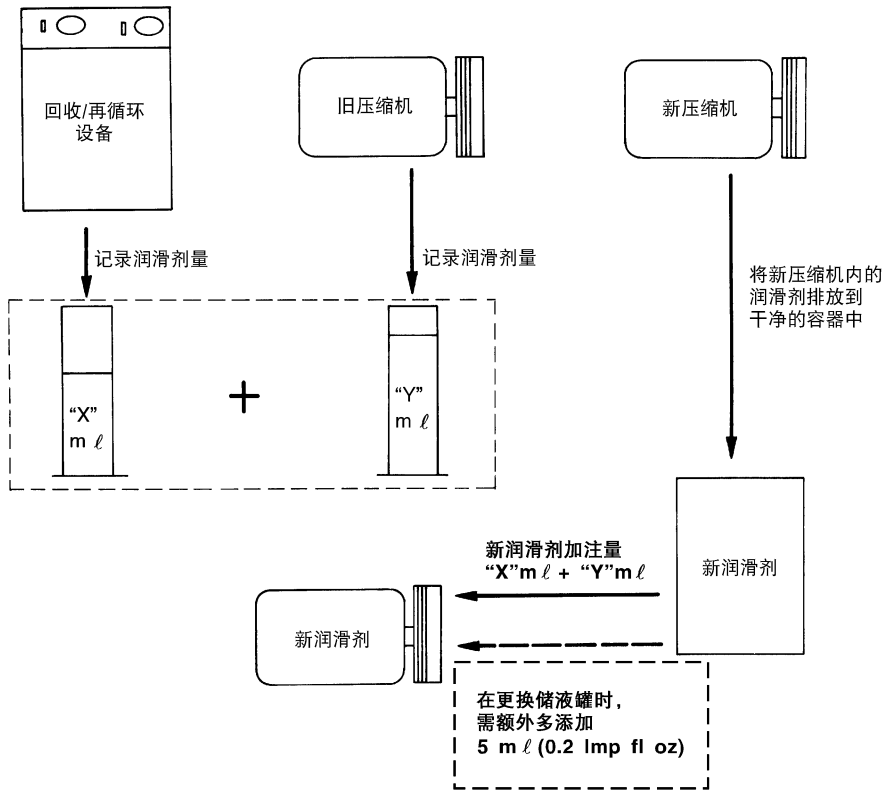 回收/再循环
设备
旧压缩机
新压缩机
记录润滑剂量
记录润滑剂量
将新压缩机内的
润滑剂排放到
干净的容器中
“X”
m ℓ
+
“Y”
m ℓ
新润滑剂加注量
“X”m ℓ + “Y”m ℓ
新润滑剂
新润滑剂
在更换储液罐时，
需额外多添加
5 m ℓ (0.2 Imp fl oz)